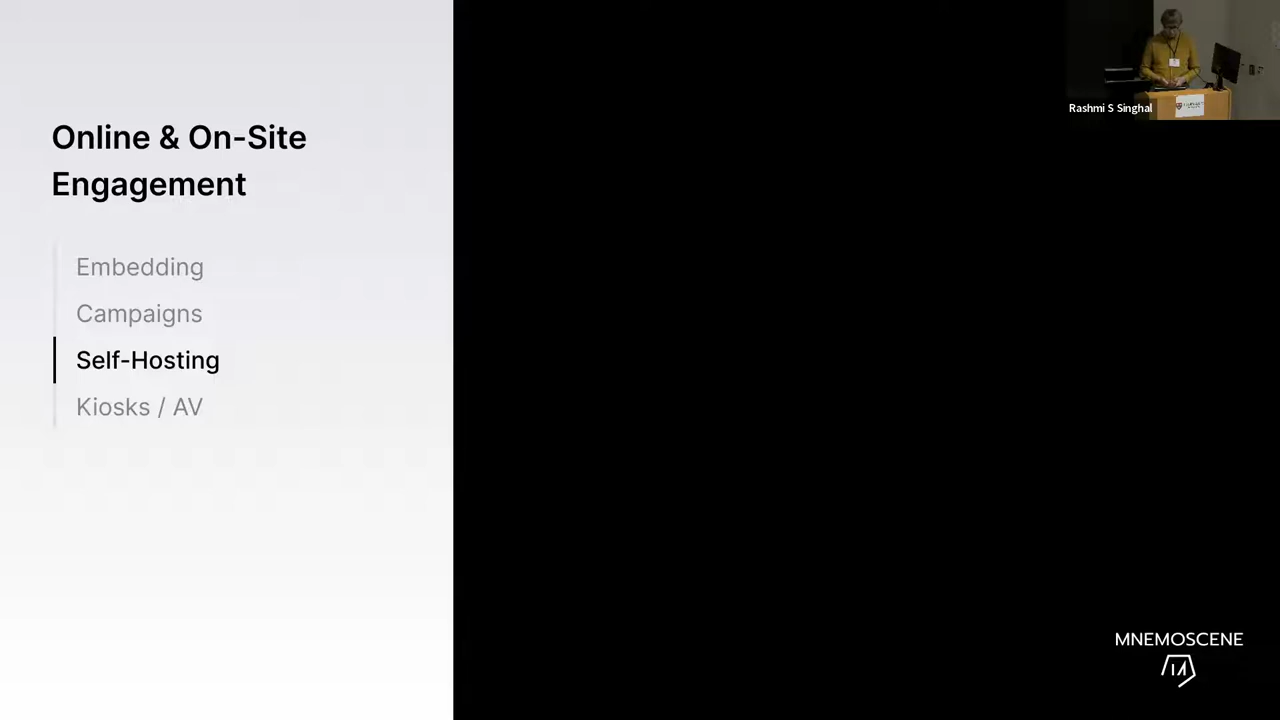 Online & On-Site
Engagement
Embedding
Campaigns
Self-Hosting
Kiosks / AV
Rashmi S Singhal
MNEMOSCENE